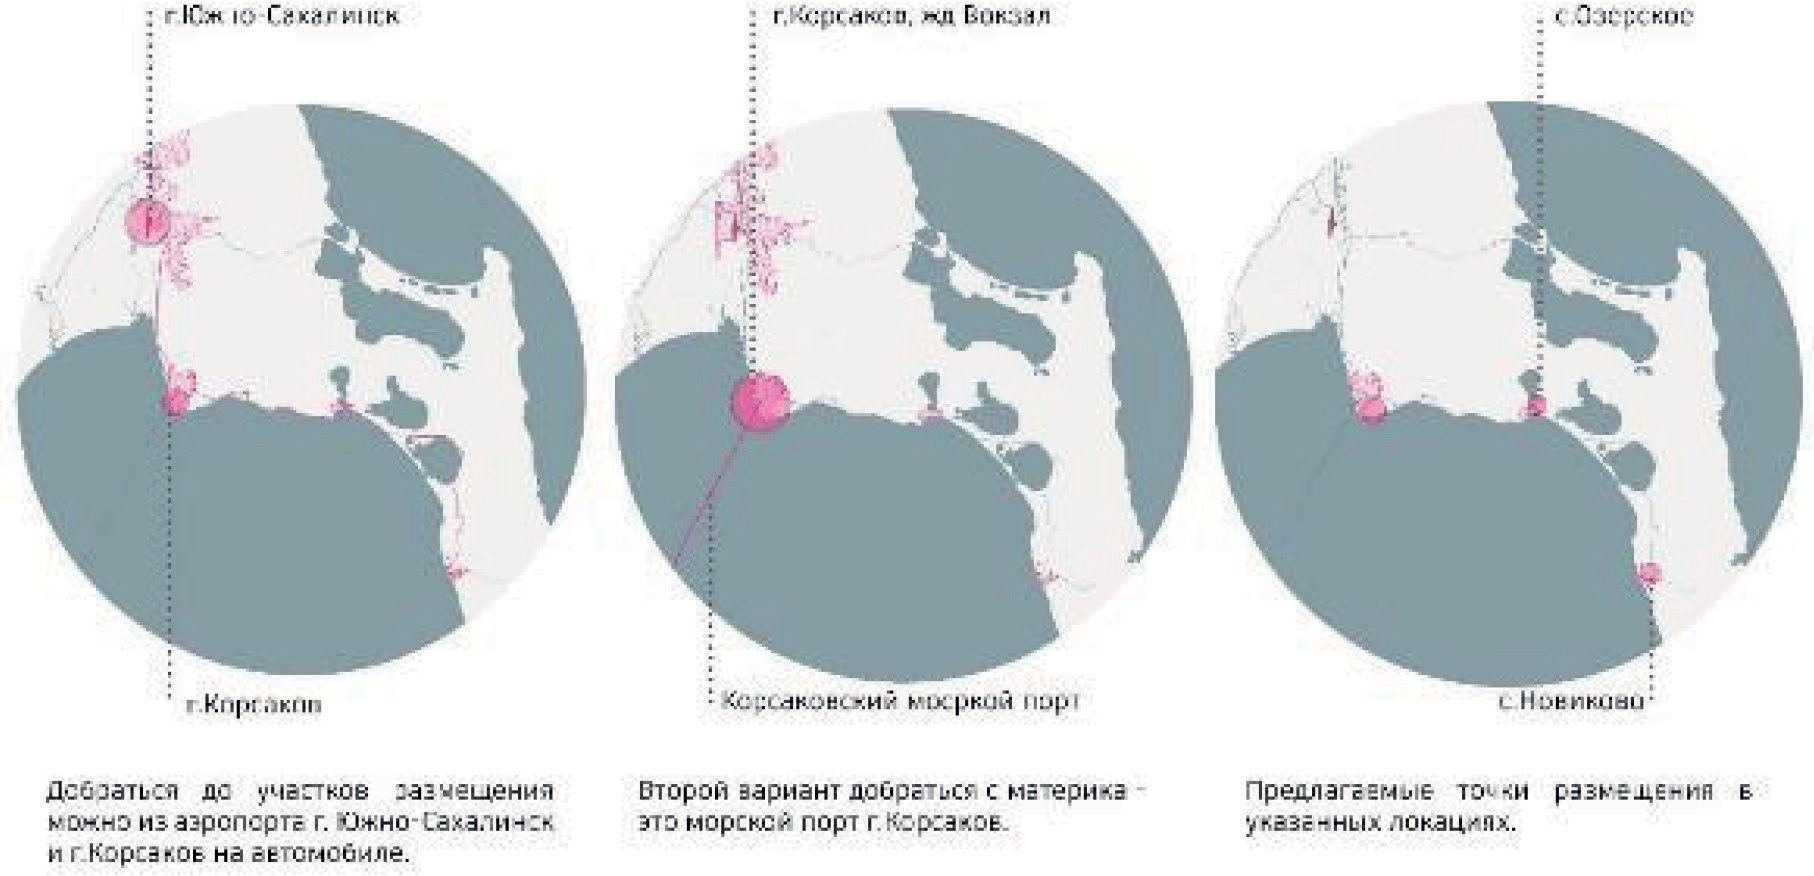 г.Южно-Сахалинск
г.Корсаков, жд Вокзал
с.Озерское
г.Корсаков
Корсаковский мосркой порт
с.Новиково
Добраться до участков размещения
можно из аэропорта г. Южно-Сахалинск
и г.Корсаков на автомобиле.
Второй вариант добраться с материка -
это морской порт г.Корсаков.
Предлагаемые точки размещения в
указанных локациях.